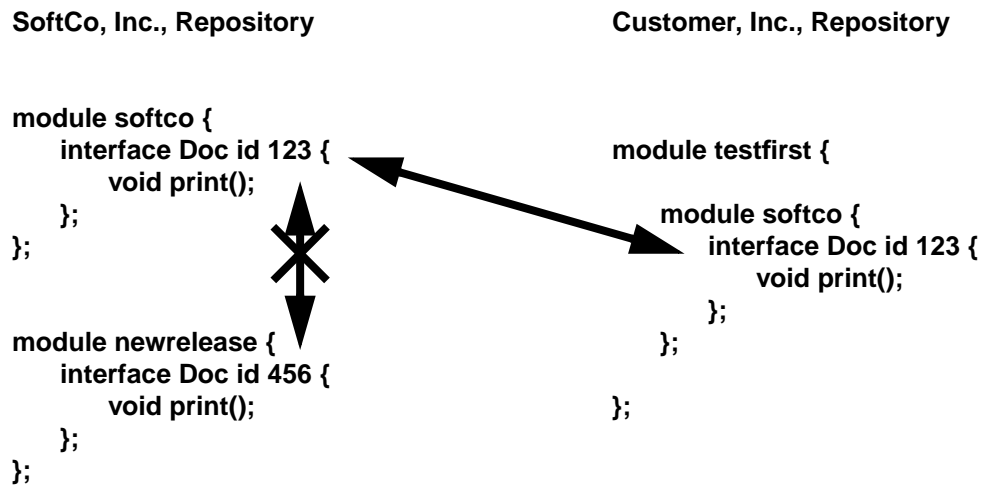 SoftCo, Inc., Repository
module softco {
interface Doc id 123 {
void print();
};
};
module newrelease {
interface Doc id 456 {
void print();
};
};
Customer, Inc., Repository
module testfirst {
module softco {
interface Doc id 123 {
void print();
};
};
};